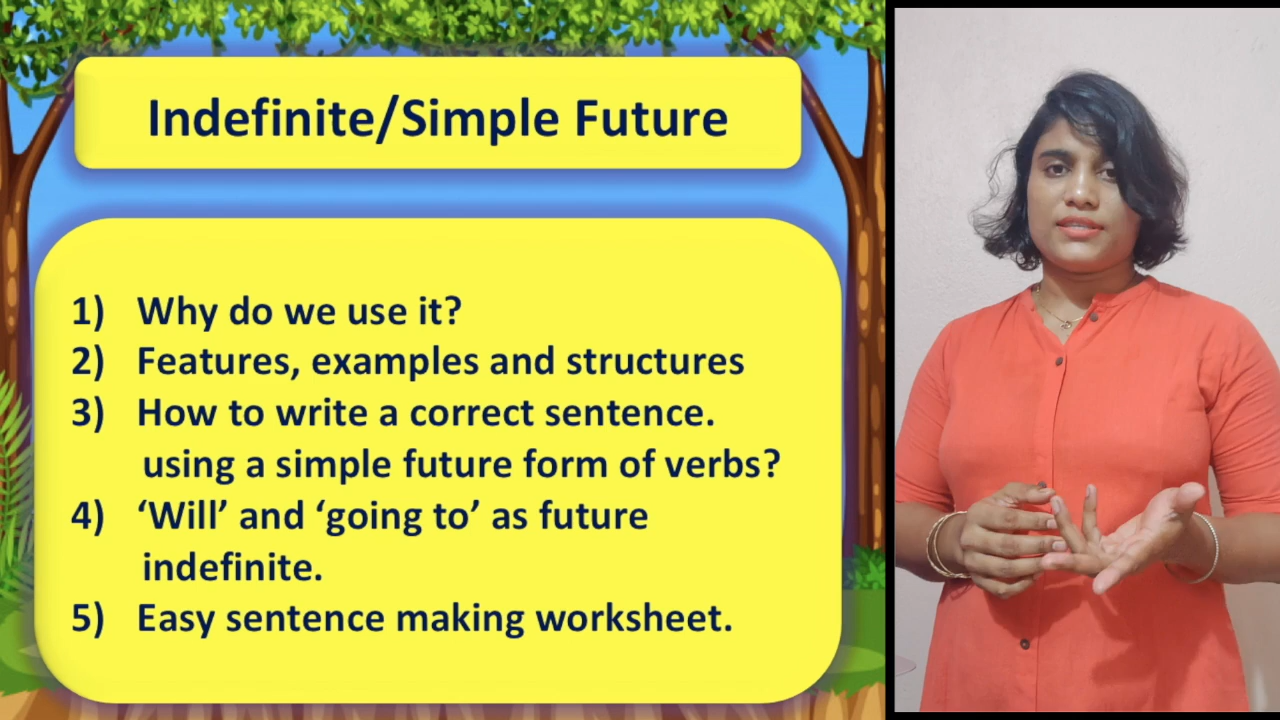 Indefinite/Simple Future
1) Why do we use it?
2) Features, examples and structures
3) How to write a correct sentence.
using a simple future form of verbs?
4) ‘Will’ and ‘going to’ as future
indefinite.
5) Easy sentence making worksheet.